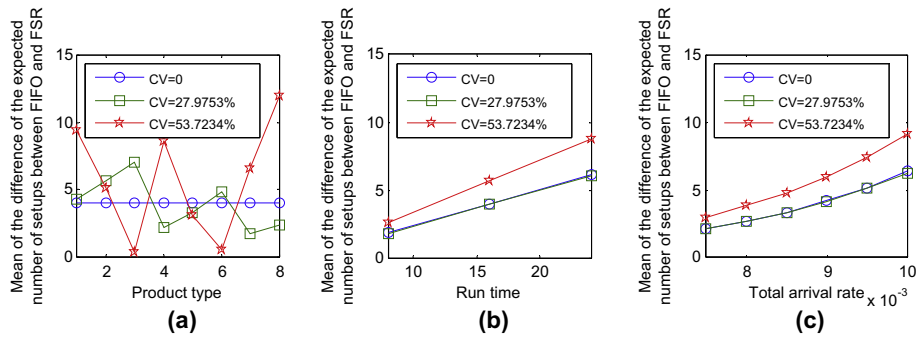 Mean of the difference of the expected
number of setups between FIFO and FSR
15
10
5
0
CV=0
CV=27.9753%
CV=53.7234%
2 4 6 8
Product type
(a)
Mean of the difference of the expected
number of setups between FIFO and FSR
15
10
5
0
CV=0
CV=27.9753%
CV=53.7234%
10 15 20
Run time
(b)
Mean of the difference of the expected
number of setups between FIFO and FSR
15
10
5
0
CV=0
CV=27.9753%
CV=53.7234%
8 9 10
Total arrival rate
x 10⁻³
(c)